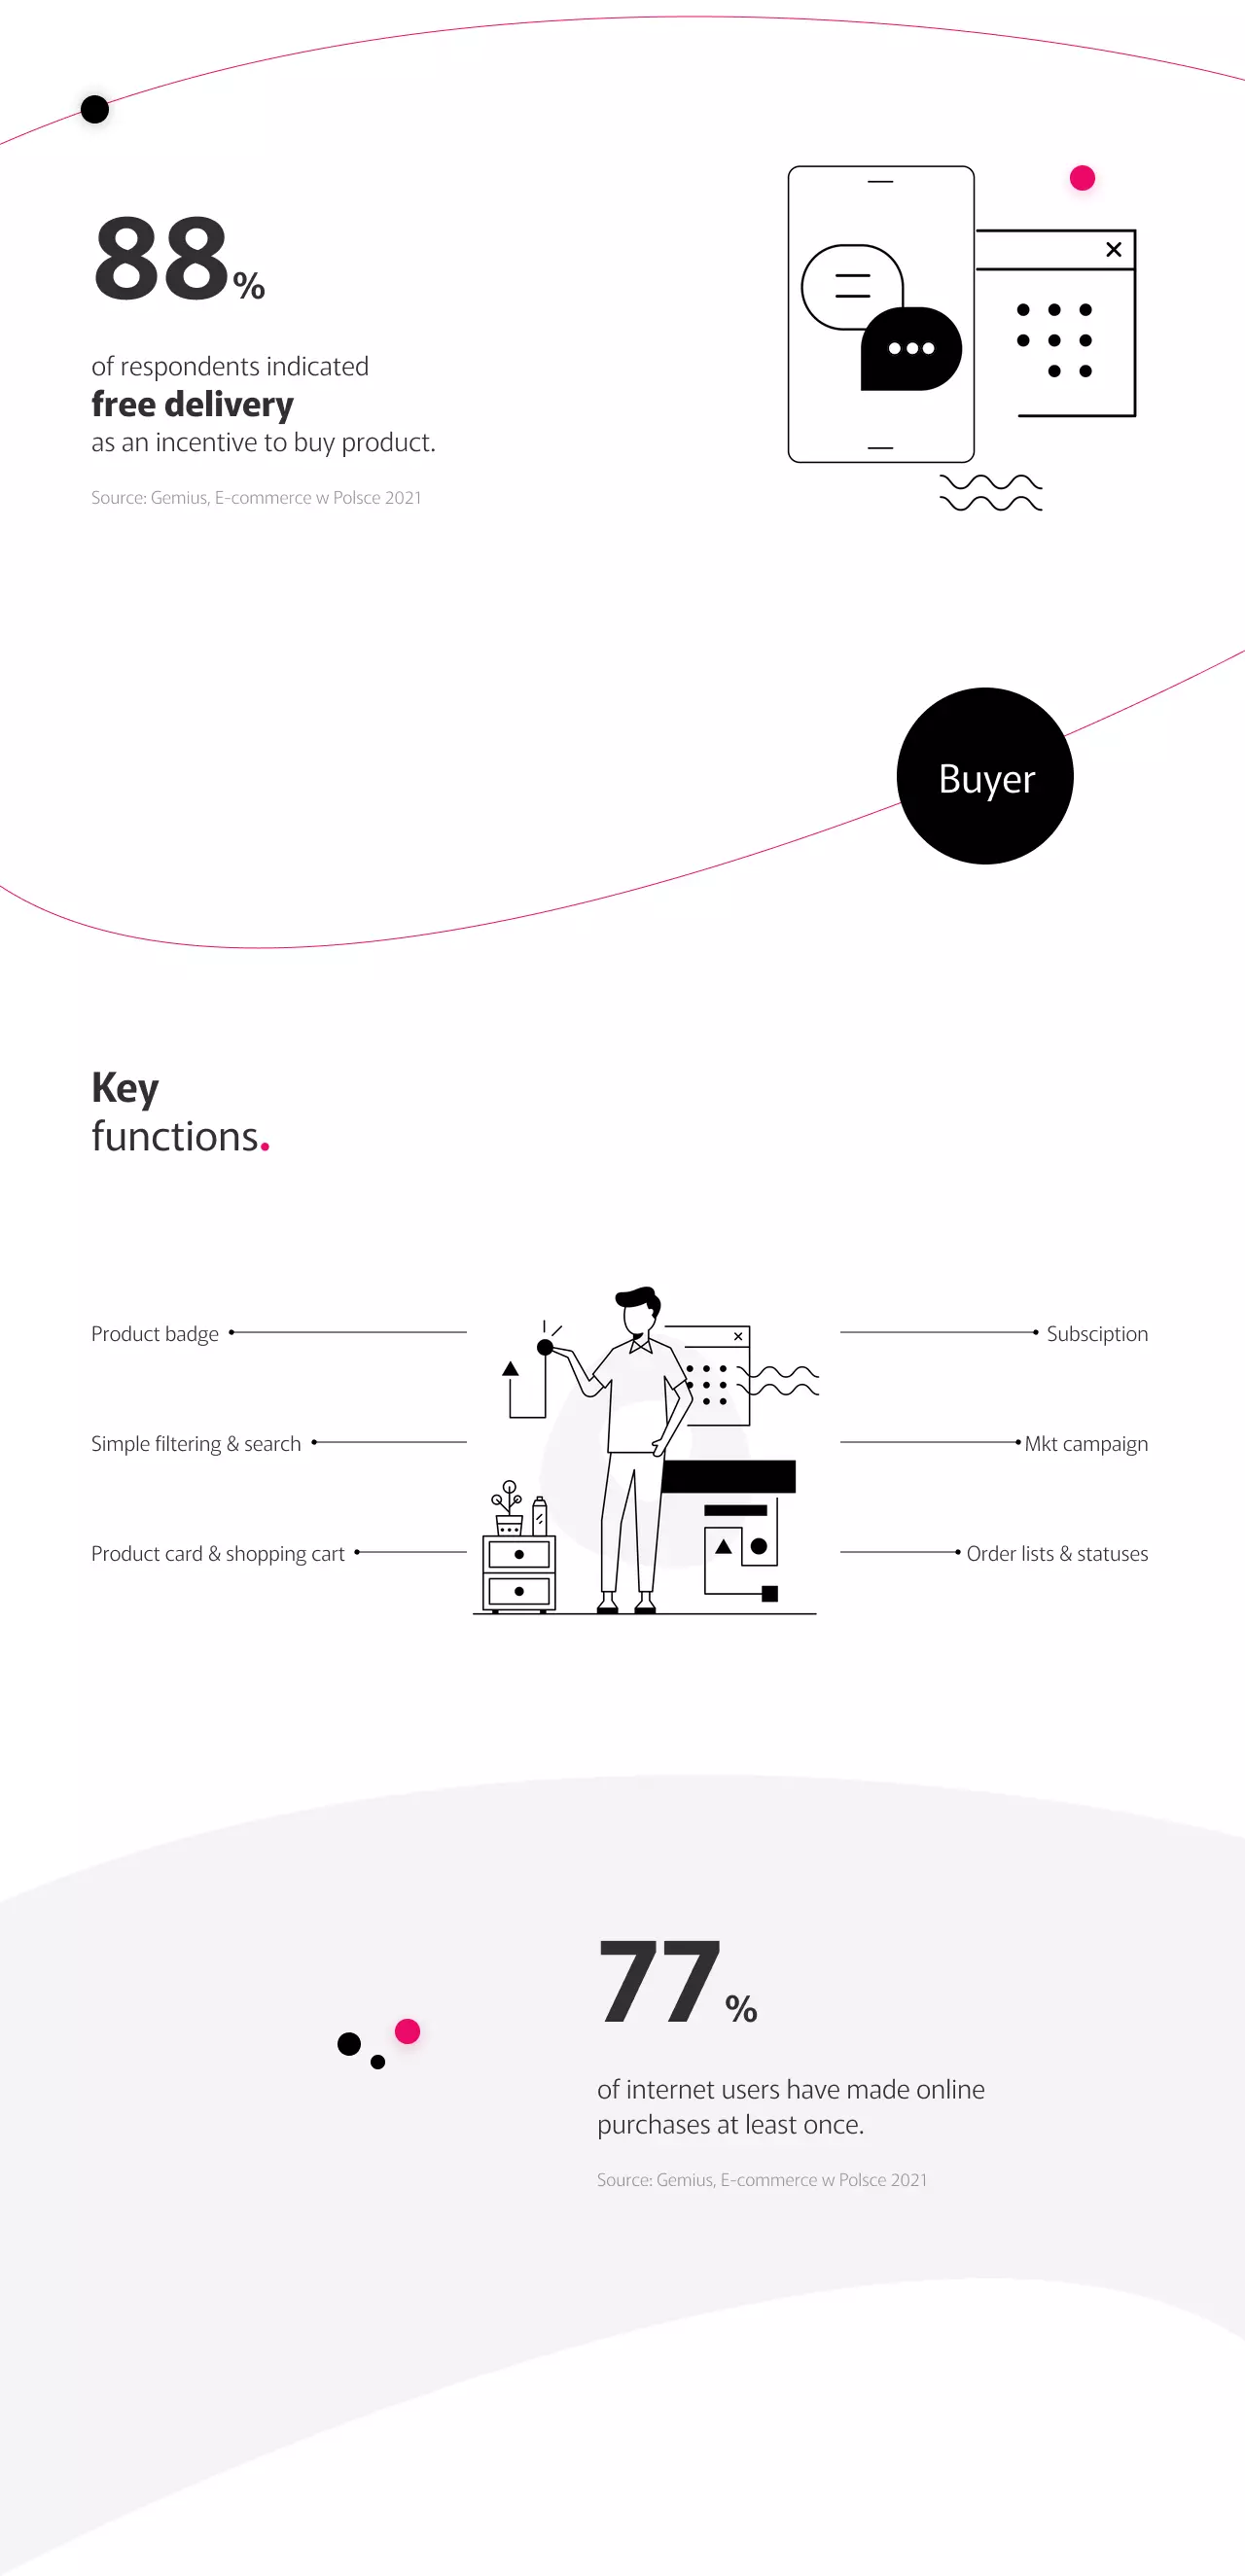 88%
of respondents indicated
free delivery
as an incentive to buy product.
Source: Gemius, E-commerce w Polsce 2021
Buyer
Key
functions.
Product badge
Simple filtering & search
Product card & shopping cart
Subsciption
Mkt campaign
Order lists & statuses
77%
of internet users have made online
purchases at least once.
Source: Gemius, E-commerce w Polsce 2021